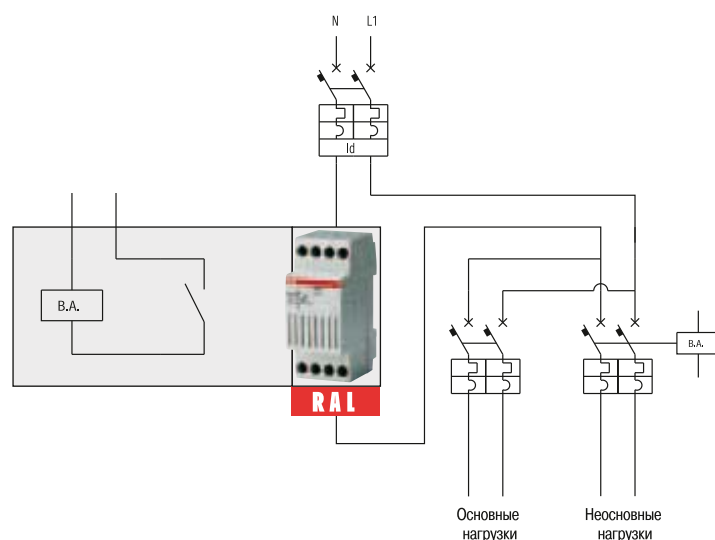 N L1
Id
B.A.
B.A.
RAL
Основные
нагрузки
Неосновные
нагрузки